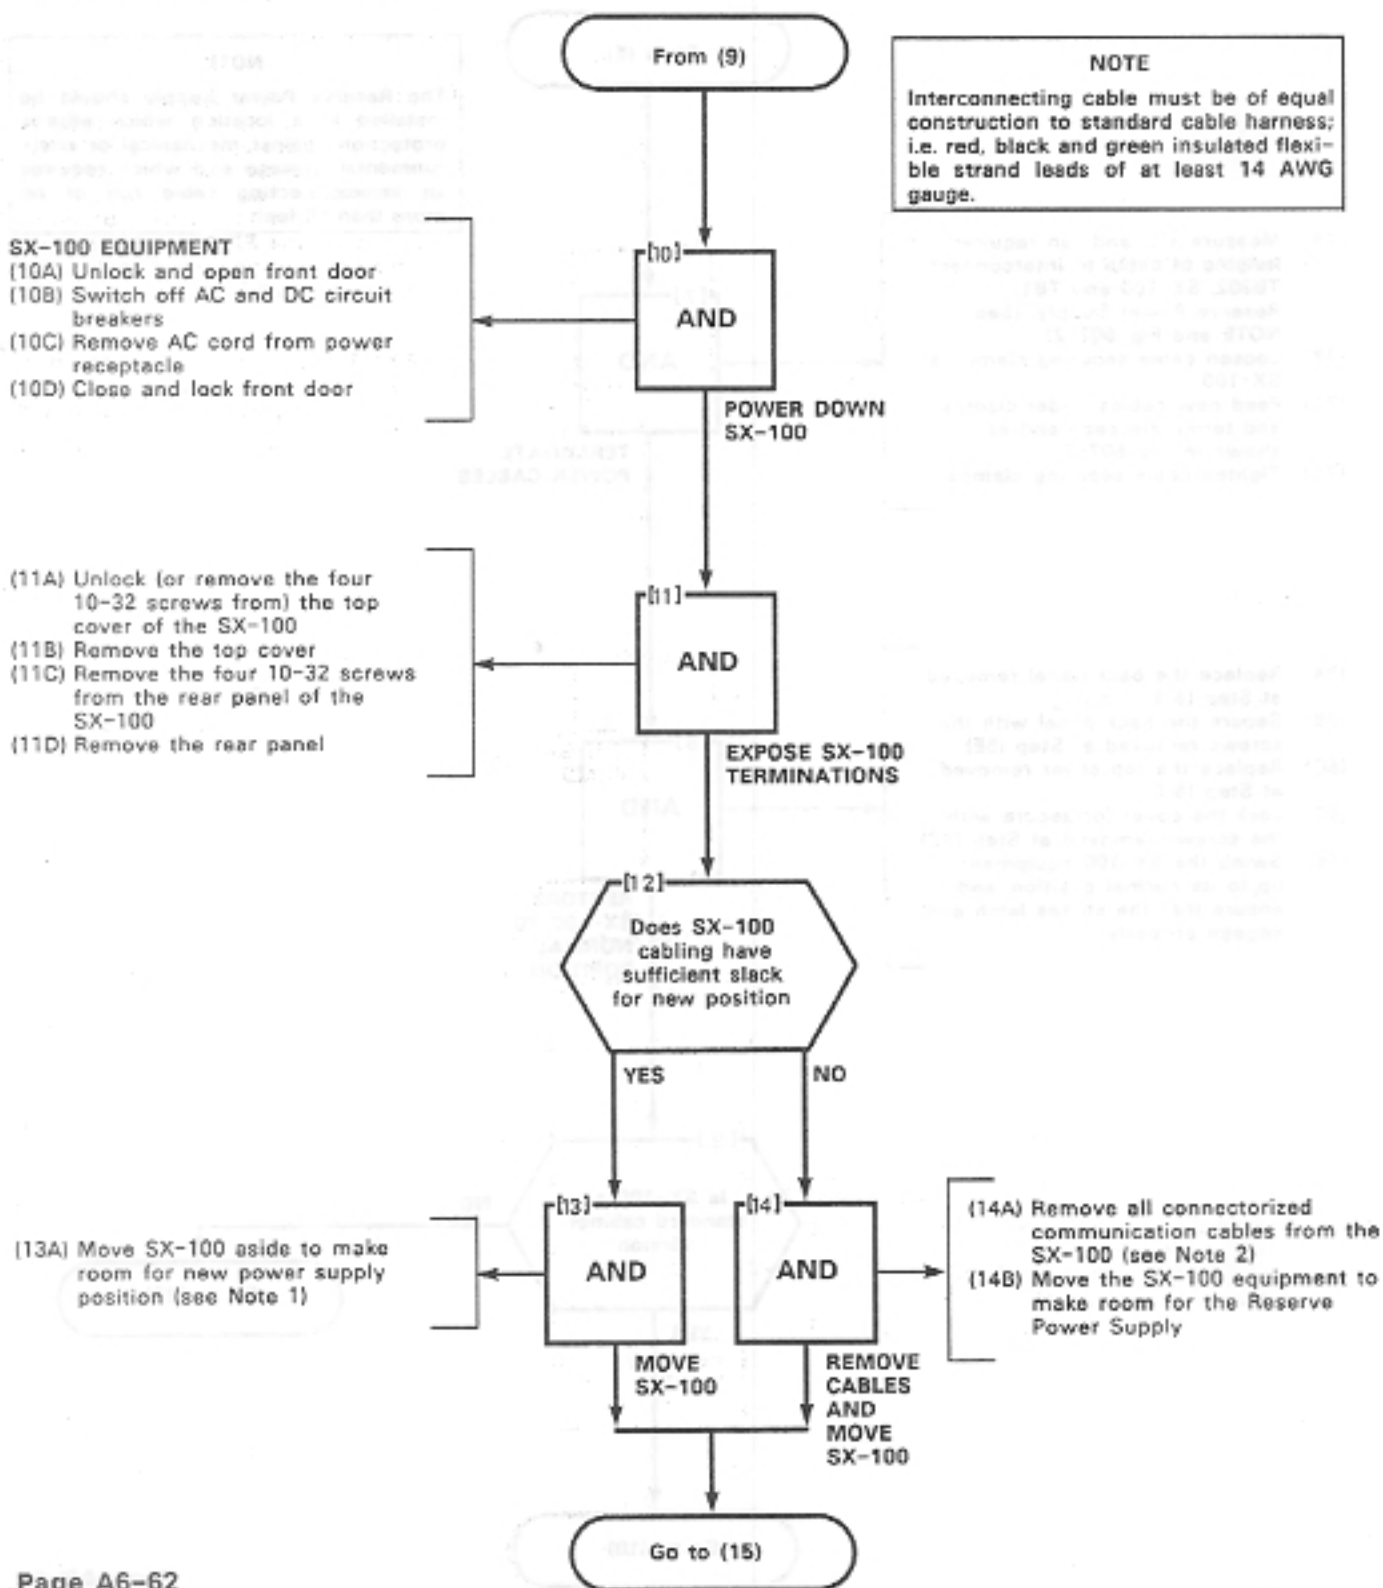 From (9)
NOTE
Interconnecting cable must be of equal
construction to standard cable harness;
i.e. red, black and green insulated flexi-
ble strand leads of at least 14 AWG
gauge.
SX-100 EQUIPMENT
(10A) Unlock and open front door
(10B) Switch off AC and DC circuit
breakers
(10C) Remove AC cord from power
receptacle
(10D) Close and lock front door
[10]
AND
POWER DOWN
SX-100
(11A) Unlock (or remove the four
10-32 screws from) the top
cover of the SX-100
(11B) Remove the top cover
(11C) Remove the four 10-32 screws
from the rear panel of the
SX-100
(11D) Remove the rear panel
[11]
AND
EXPOSE SX-100
TERMINATIONS
[12]
Does SX-100
cabling have
sufficient slack
for new position
YES
NO
(13A) Move SX-100 aside to make
room for new power supply
position (see Note 1)
[13]
AND
MOVE
SX-100
[14]
AND
REMOVE
CABLES
AND
MOVE
SX-100
(14A) Remove all connectorized
communication cables from the
SX-100 (see Note 2)
(14B) Move the SX-100 equipment to
make room for the Reserve
Power Supply
Go to (15)
Page A6-62